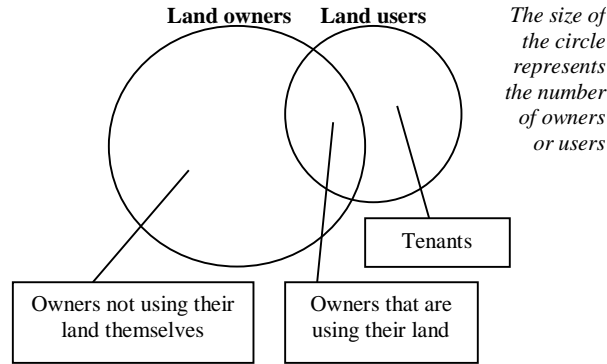 Land owners
Land users
The size of
the circle
represents
the number
of owners
or users
Tenants
Owners not using their
land themselves
Owners that are
using their land